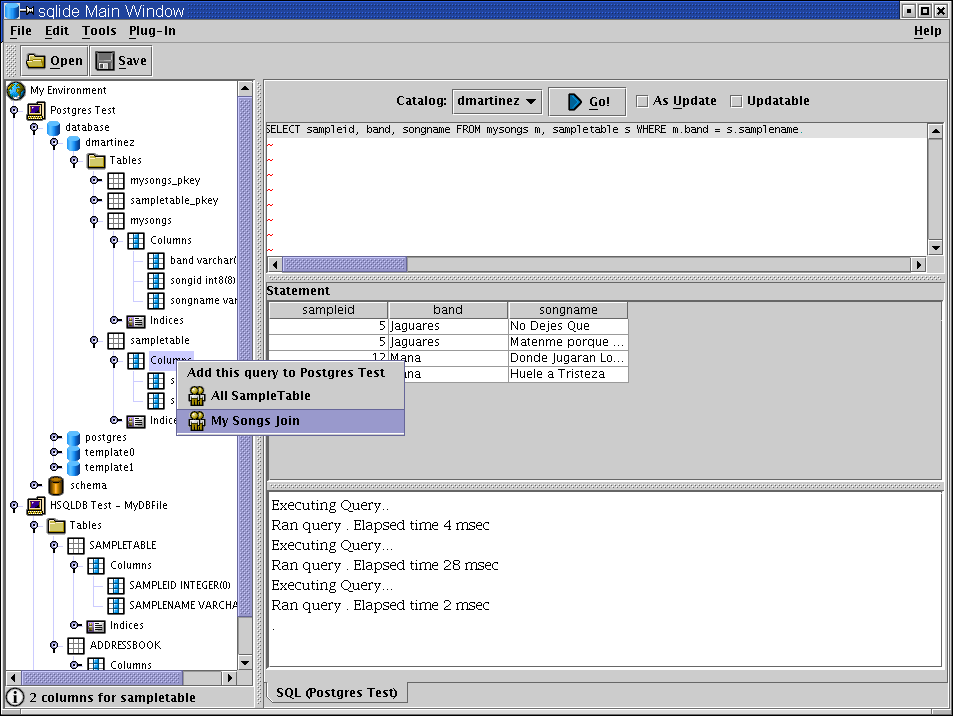 sqlide Main Window
File Edit Tools Plug-In Help
Open Save
My Environment
Postgres Test
database
dmartinez
Tables
mysongs_pkey
sampletable_pkey
mysongs
Columns
band varchar(
songid int8(8)
songname var
Indices
sampletable
Columns
s
s
Indice
postgres
template0
template1
schema
HSQLDB Test - MyDBFile
Tables
SAMPLETABLE
Columns
SAMPLEID INTEGER(0)
SAMPLENAME VARCHA
Indices
ADDRESSBOOK
Columns
2 columns for sampletable
Catalog: dmartinez Go! As Update Updatable
SELECT sampleid, band, songname FROM mysongs m, sampletable s WHERE m.band = s.samplename.
~
~
~
~
~
~
~
~
Statement
sampleid band songname
5 Jaguares No Dejes Que
5 Jaguares Matenme porque ...
12 Mana Donde Jugaran Lo...
ana Huele a Tristeza
Add this query to Postgres Test
All SampleTable
My Songs Join
Executing Query..
Ran query . Elapsed time 4 msec
Executing Query...
Ran query . Elapsed time 28 msec
Executing Query...
Ran query . Elapsed time 2 msec
.
SQL (Postgres Test)